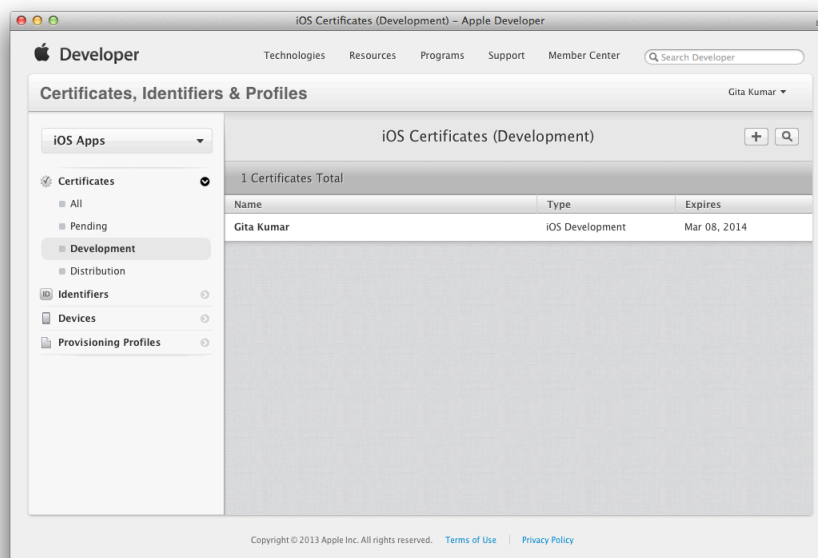 iOS Certificates (Development) – Apple Developer
Developer
Technologies Resources Programs Support Member Center Search Developer
Certificates, Identifiers & Profiles
Gita Kumar
iOS Apps
iOS Certificates (Development)
Certificates
All
Pending
Development
Distribution
ID Identifiers
Devices
Provisioning Profiles
1 Certificates Total
Name Type Expires
Gita Kumar iOS Development Mar 08, 2014
Copyright © 2013 Apple Inc. All rights reserved. Terms of Use Privacy Policy